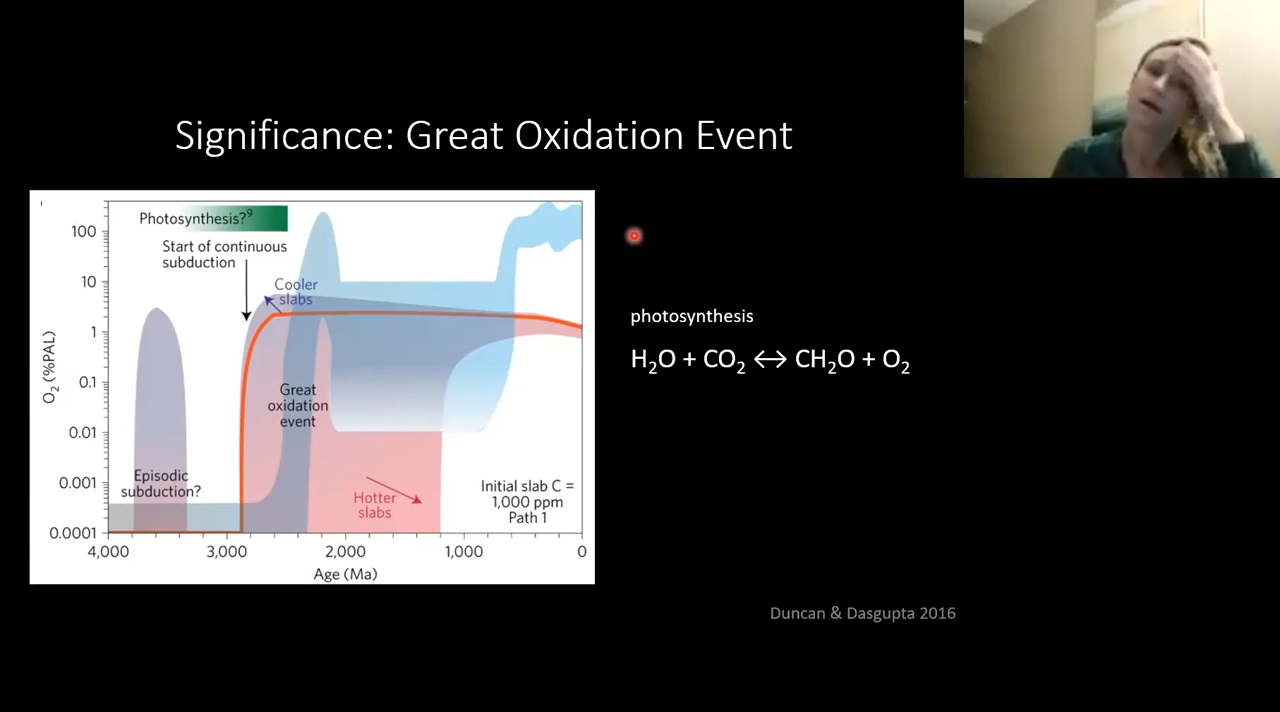 Significance: Great Oxidation Event
Photosynthesis?⁹
Start of continuous
subduction
Cooler
slabs
Great
oxidation
event
Episodic
subduction?
Hotter
slabs
Initial slab C =
1,000 ppm
Path 1
O₂ (%PAL)
100
10
1
0.1
0.01
0.001
0.0001
4,000 3,000 2,000 1,000 0
Age (Ma)
photosynthesis
H₂O + CO₂ ↔ CH₂O + O₂
Duncan & Dasgupta 2016